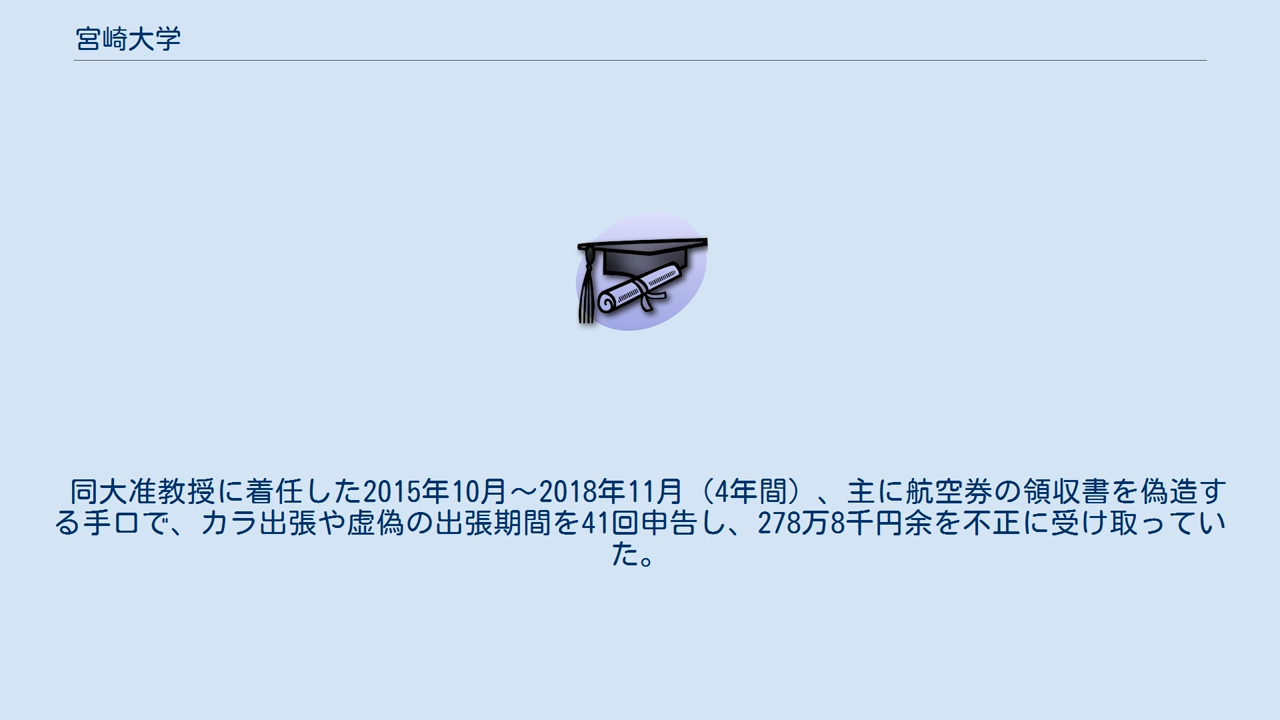 宮崎大学
同大准教授に着任した2015年10月～2018年11月（4年間）、主に航空券の領収書を偽造す
る手口で、カラ出張や虚偽の出張期間を41回申告し、278万8千円余を不正に受け取ってい
た。